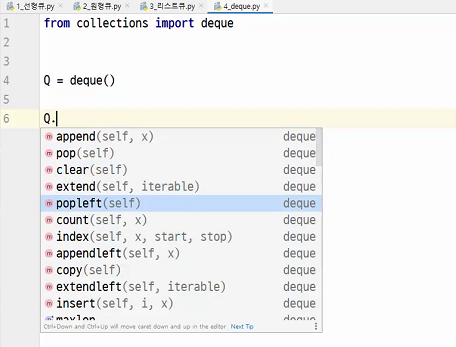 1_선형큐.py 2_원형큐.py 3_리스트큐.py 4_deque.py
1 from collections import deque
2
3
4 Q = deque()
5
6 Q.
m append(self, x) deque
m pop(self) deque
m clear(self) deque
m extend(self, iterable) deque
m popleft(self) deque
m count(self, x) deque
m index(self, x, start, stop) deque
m appendleft(self, x) deque
m copy(self) deque
m extendleft(self, iterable) deque
m insert(self, i, x) deque
m maxlen deque
Ctrl+Down and Ctrl+Up will move caret down and up in the editor Next Tip